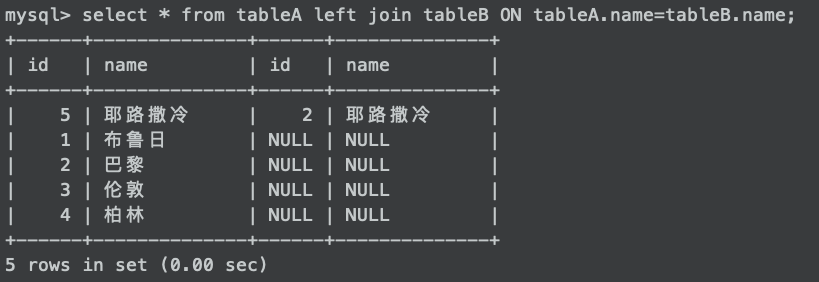 mysql> select * from tableA left join tableB ON tableA.name=tableB.name;
+------+--------------+------+--------------+
| id   | name         | id   | name         |
+------+--------------+------+--------------+
|    5 | 耶路撒冷     |    2 | 耶路撒冷     |
|    1 | 布鲁日       | NULL | NULL         |
|    2 | 巴黎         | NULL | NULL         |
|    3 | 伦敦         | NULL | NULL         |
|    4 | 柏林         | NULL | NULL         |
+------+--------------+------+--------------+
5 rows in set (0.00 sec)